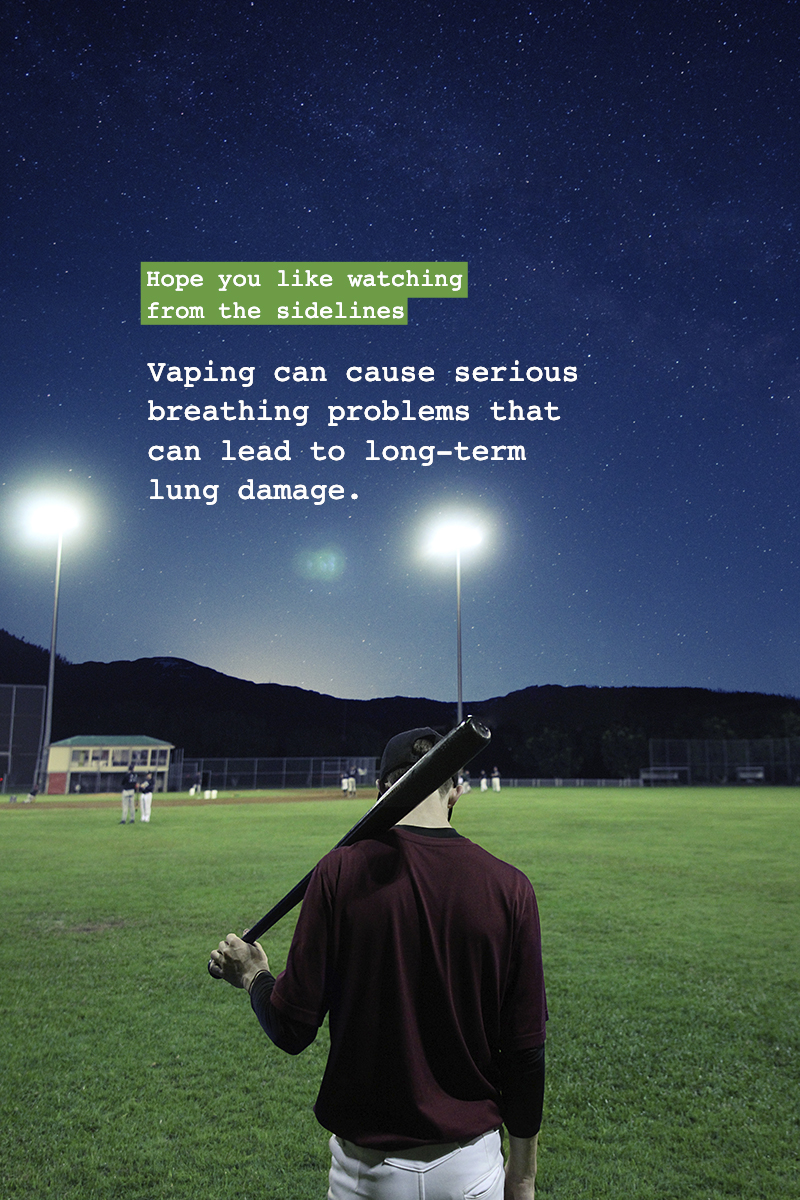 Hope you like watching
from the sidelines
Vaping can cause serious
breathing problems that
can lead to long-term
lung damage.